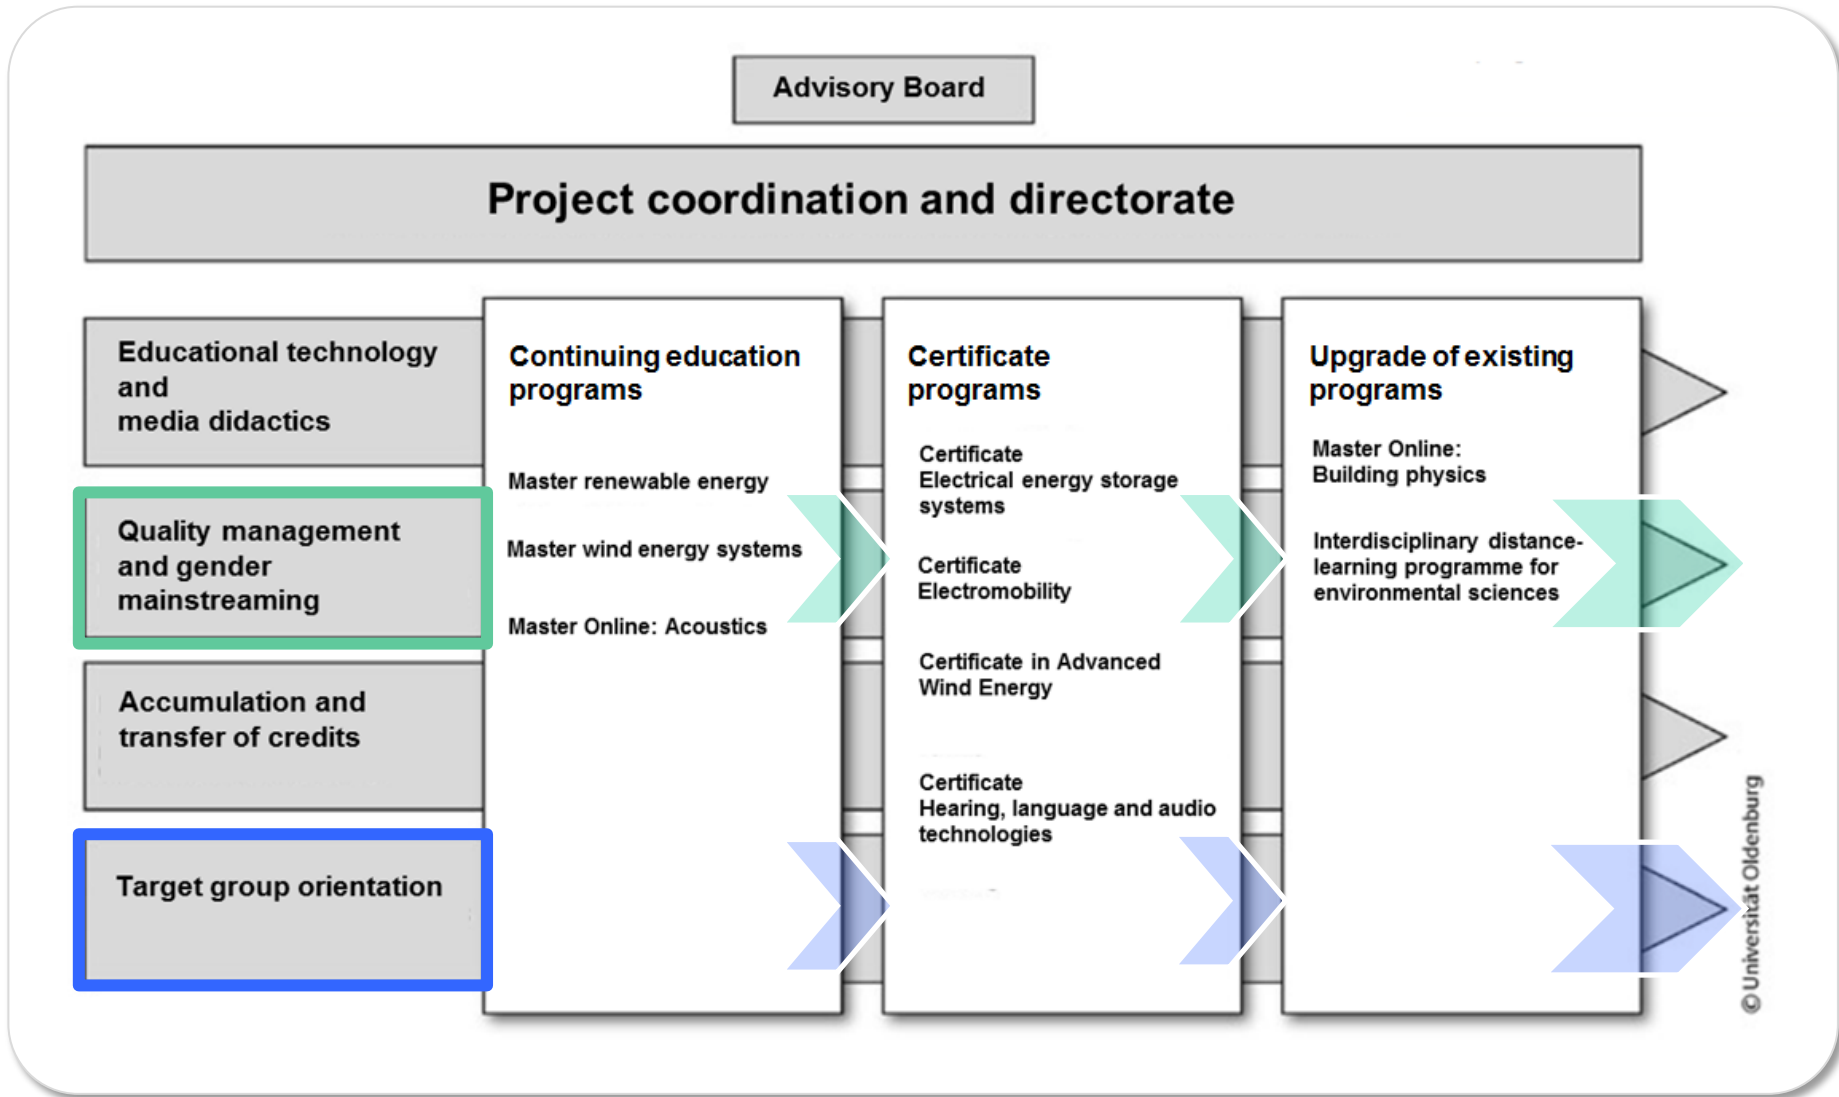 Advisory Board
Project coordination and directorate
Educational technology
and
media didactics
Quality management
and gender
mainstreaming
Accumulation and
transfer of credits
Target group orientation
Continuing education
programs
Master renewable energy
Master wind energy systems
Master Online: Acoustics
Certificate
programs
Certificate
Electrical energy storage
systems
Certificate
Electromobility
Certificate in Advanced
Wind Energy
Certificate
Hearing, language and audio
technologies
Upgrade of existing
programs
Master Online:
Building physics
Interdisciplinary distance-
learning programme for
environmental sciences
© Universität Oldenburg